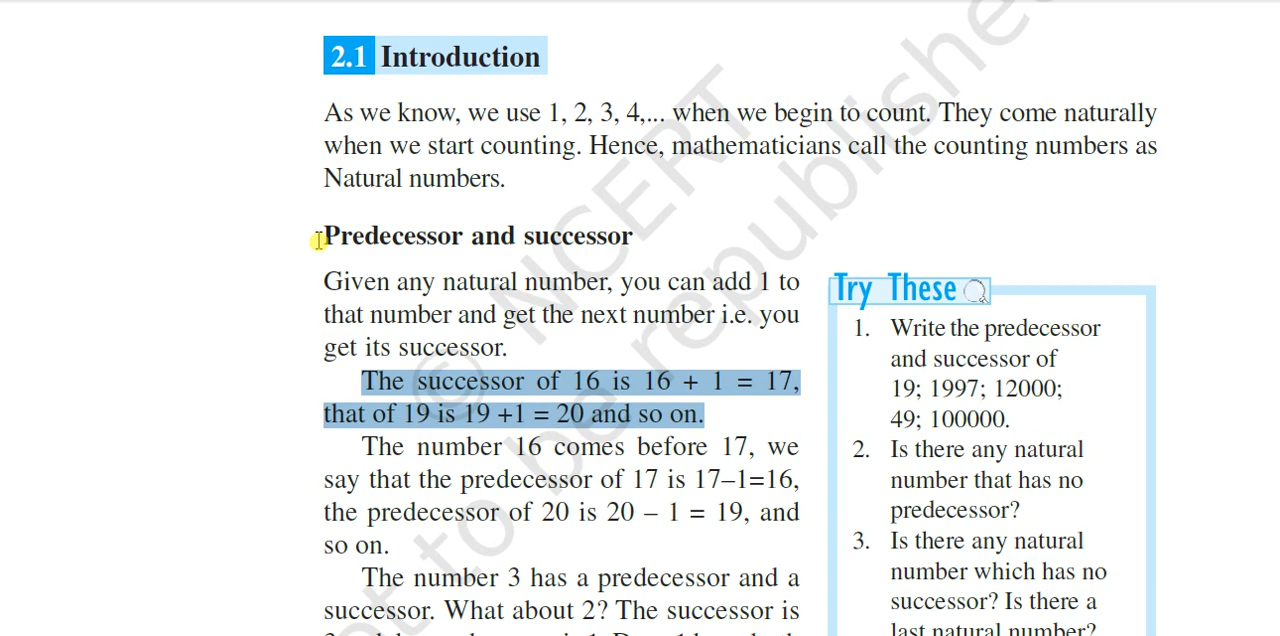 2.1 Introduction
As we know, we use 1, 2, 3, 4,... when we begin to count. They come naturally
when we start counting. Hence, mathematicians call the counting numbers as
Natural numbers.
Predecessor and successor
Given any natural number, you can add 1 to
that number and get the next number i.e. you
get its successor.
The successor of 16 is 16 + 1 = 17,
that of 19 is 19 +1 = 20 and so on.
The number 16 comes before 17, we
say that the predecessor of 17 is 17–1=16,
the predecessor of 20 is 20 – 1 = 19, and
so on.
The number 3 has a predecessor and a
successor. What about 2? The successor is
Try These
1. Write the predecessor
and successor of
19; 1997; 12000;
49; 100000.
2. Is there any natural
number that has no
predecessor?
3. Is there any natural
number which has no
successor? Is there a
last natural number?
© NCERT
not to be republished